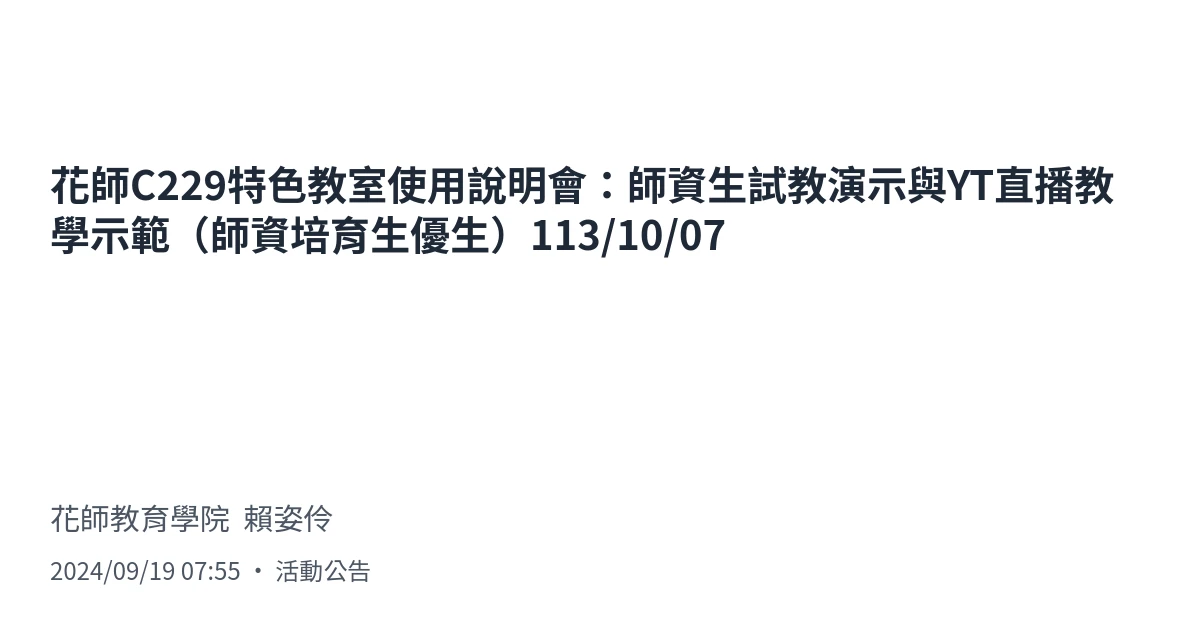 花師C229特色教室使用說明會：師資生試教演示與YT直播教
學示範（師資培育生優生）113/10/07
花師教育學院 賴姿伶
2024/09/19 07:55 • 活動公告